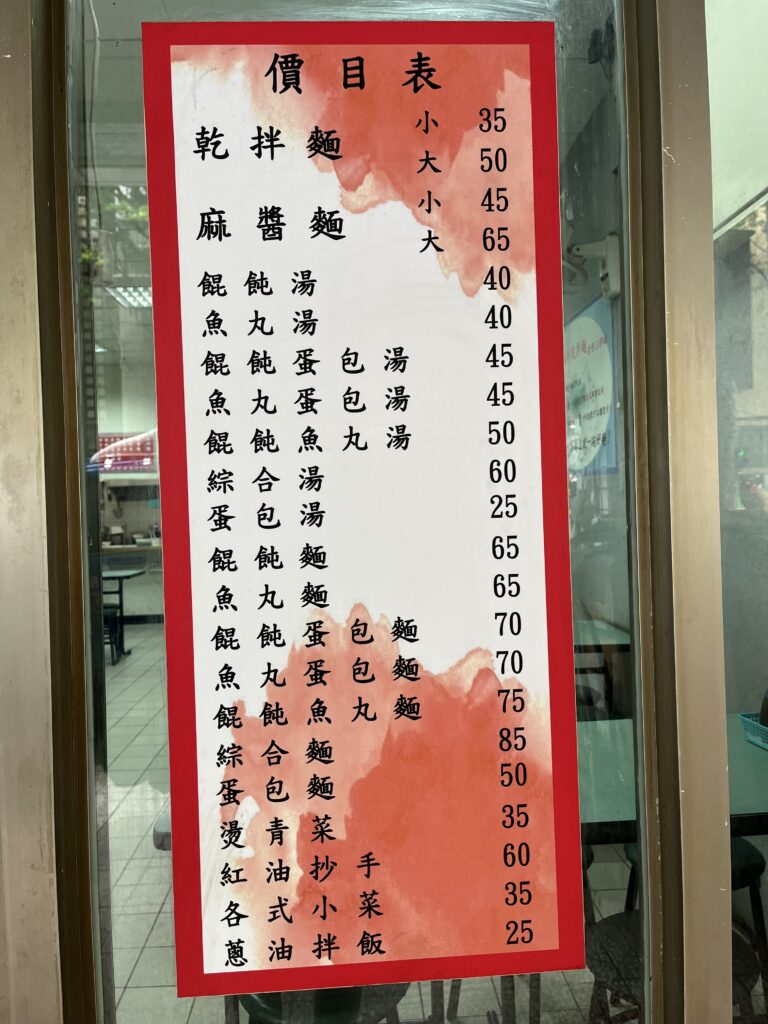 價目表
乾拌麵 小 35
大 50
麻醬麵 小 45
大 65
餛飩湯 40
魚丸湯 40
餛飩蛋包湯 45
魚丸蛋包湯 45
餛飩魚丸湯 50
綜合湯 60
蛋包湯 25
餛飩麵 65
魚丸麵 65
餛飩蛋包麵 70
魚丸蛋包麵 70
餛飩魚丸麵 75
綜合麵 85
蛋包麵 50
燙青菜 35
紅油抄手 60
各式小菜 35
蔥油拌飯 25